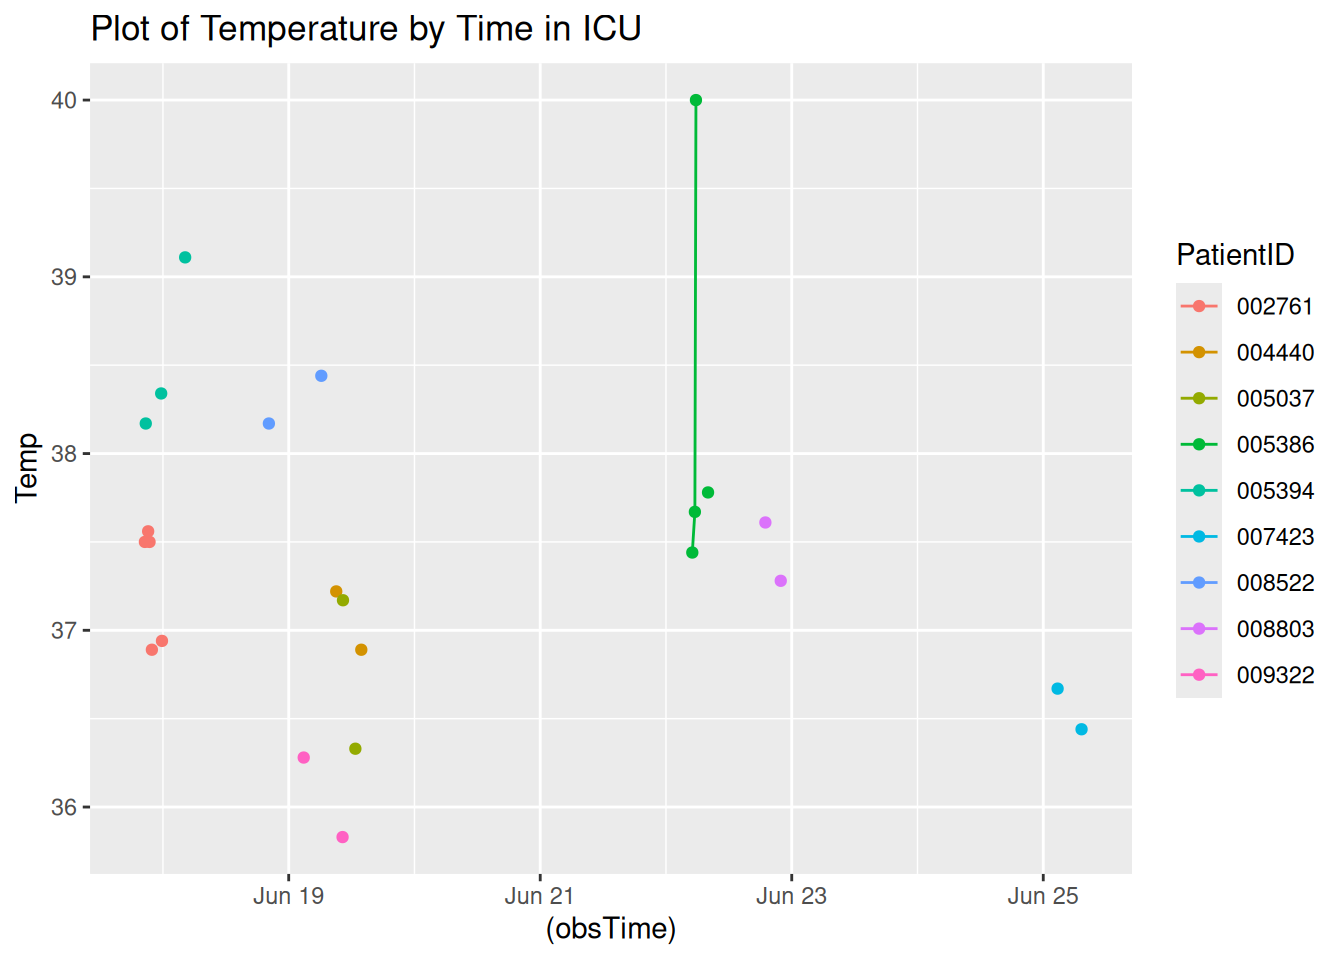 Plot of Temperature by Time in ICU
40
39
38
37
36
Temp
Jun 19
Jun 21
Jun 23
Jun 25
(obsTime)
PatientID
002761
004440
005037
005386
005394
007423
008522
008803
009322